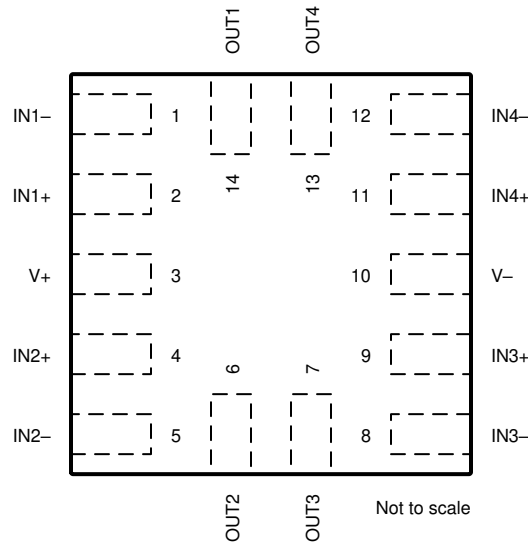 OUT1
OUT4
IN1–
1
12
IN4–
14
13
IN1+
2
11
IN4+
V+
3
10
V–
IN2+
4
6
7
9
IN3+
IN2–
5
8
IN3–
OUT2
OUT3
Not to scale